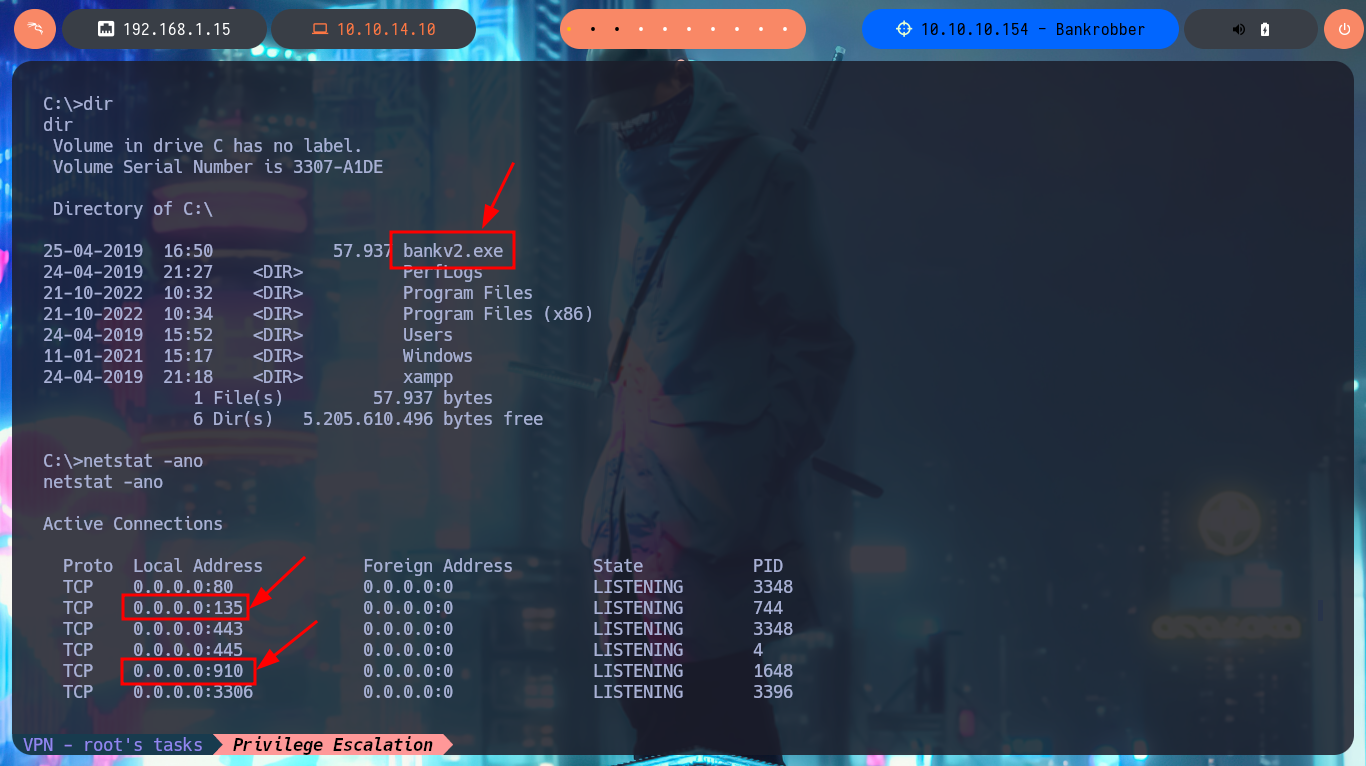 192.168.1.15 10.10.14.10 10.10.10.154 - Bankrobber
C:\>dir
dir
 Volume in drive C has no label.
 Volume Serial Number is 3307-A1DE
 Directory of C:\
25-04-2019  16:50            57.937 bankv2.exe
24-04-2019  21:27    <DIR>          PerfLogs
21-10-2022  10:32    <DIR>          Program Files
21-10-2022  10:34    <DIR>          Program Files (x86)
24-04-2019  15:52    <DIR>          Users
11-01-2021  15:17    <DIR>          Windows
24-04-2019  21:18    <DIR>          xampp
               1 File(s)         57.937 bytes
               6 Dir(s)   5.205.610.496 bytes free
C:\>netstat -ano
netstat -ano
Active Connections
  Proto  Local Address          Foreign Address        State           PID
  TCP    0.0.0.0:80             0.0.0.0:0              LISTENING       3348
  TCP    0.0.0.0:135            0.0.0.0:0              LISTENING       744
  TCP    0.0.0.0:443            0.0.0.0:0              LISTENING       3348
  TCP    0.0.0.0:445            0.0.0.0:0              LISTENING       4
  TCP    0.0.0.0:910            0.0.0.0:0              LISTENING       1648
  TCP    0.0.0.0:3306           0.0.0.0:0              LISTENING       3396
VPN - root's tasks Privilege Escalation